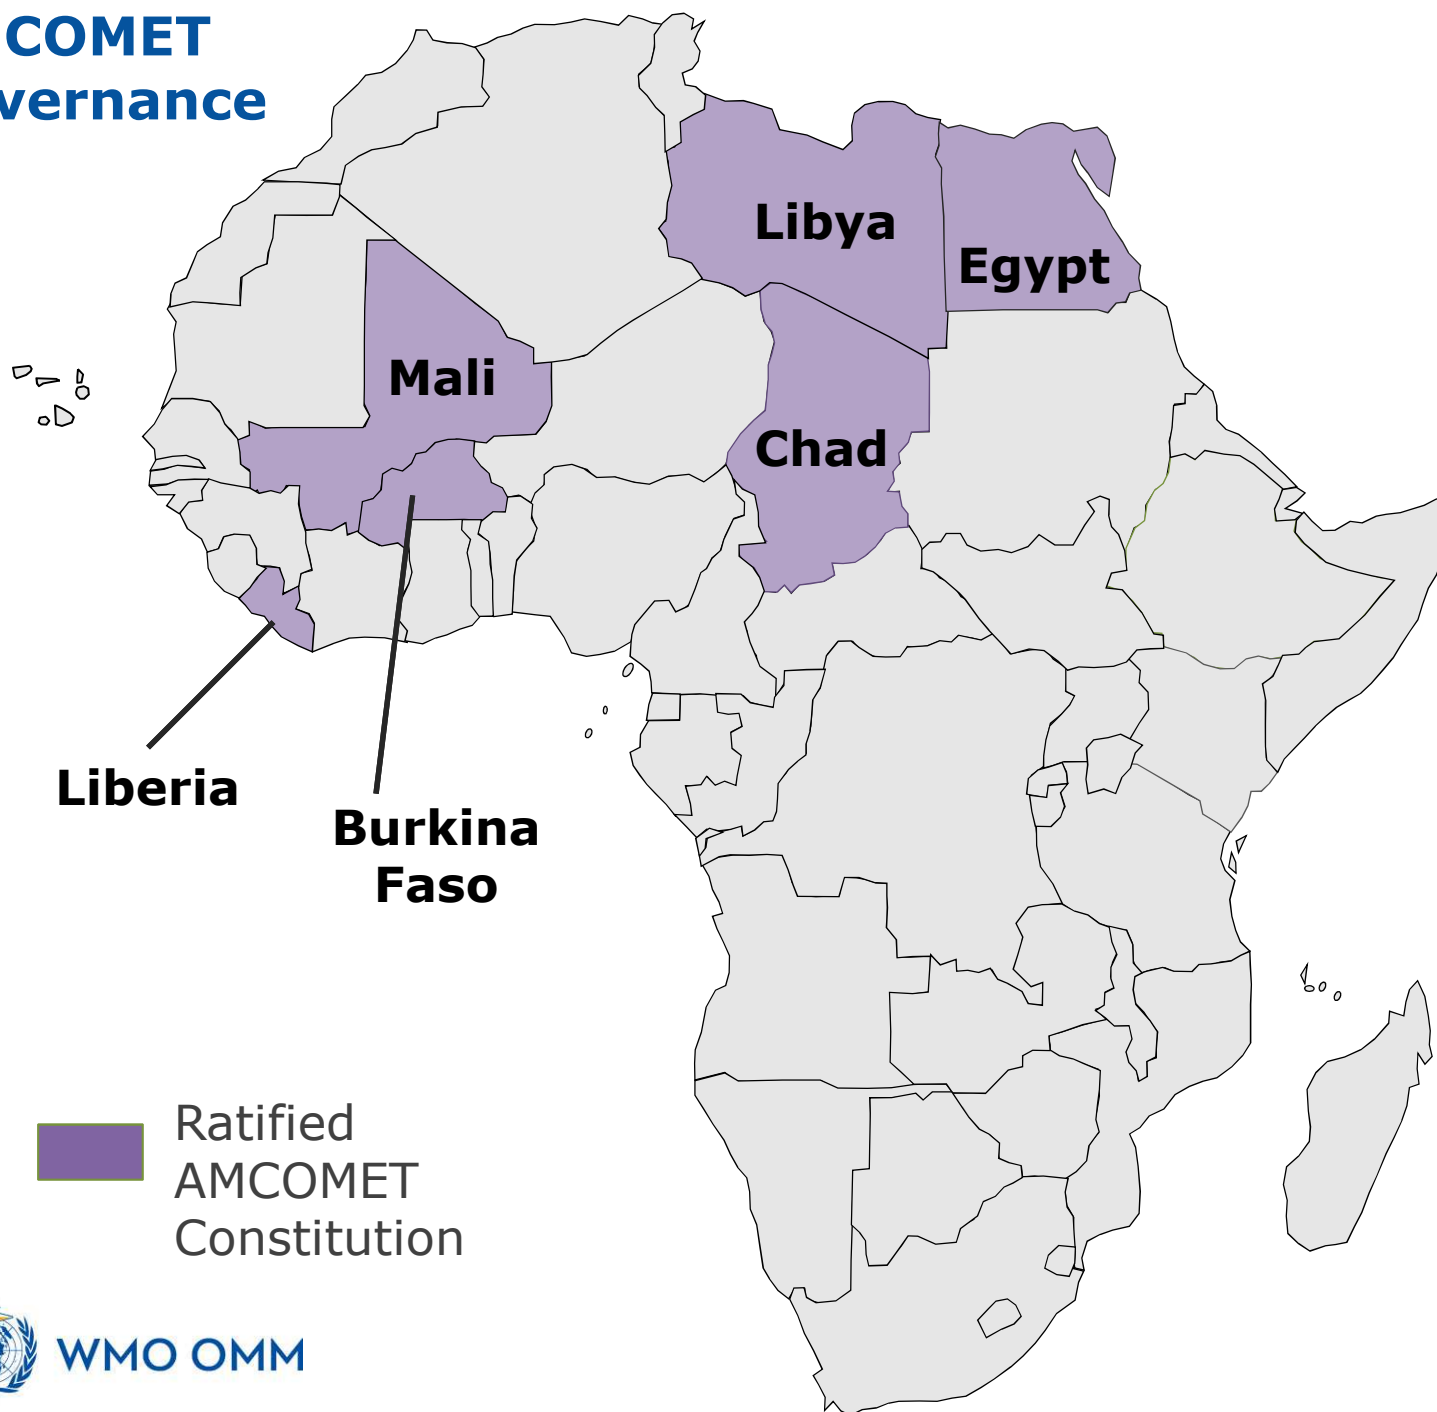 COMET
vernance
Libya
Egypt
Mali
Chad
Liberia
Burkina
Faso
Ratified
AMCOMET
Constitution
WMO OMM